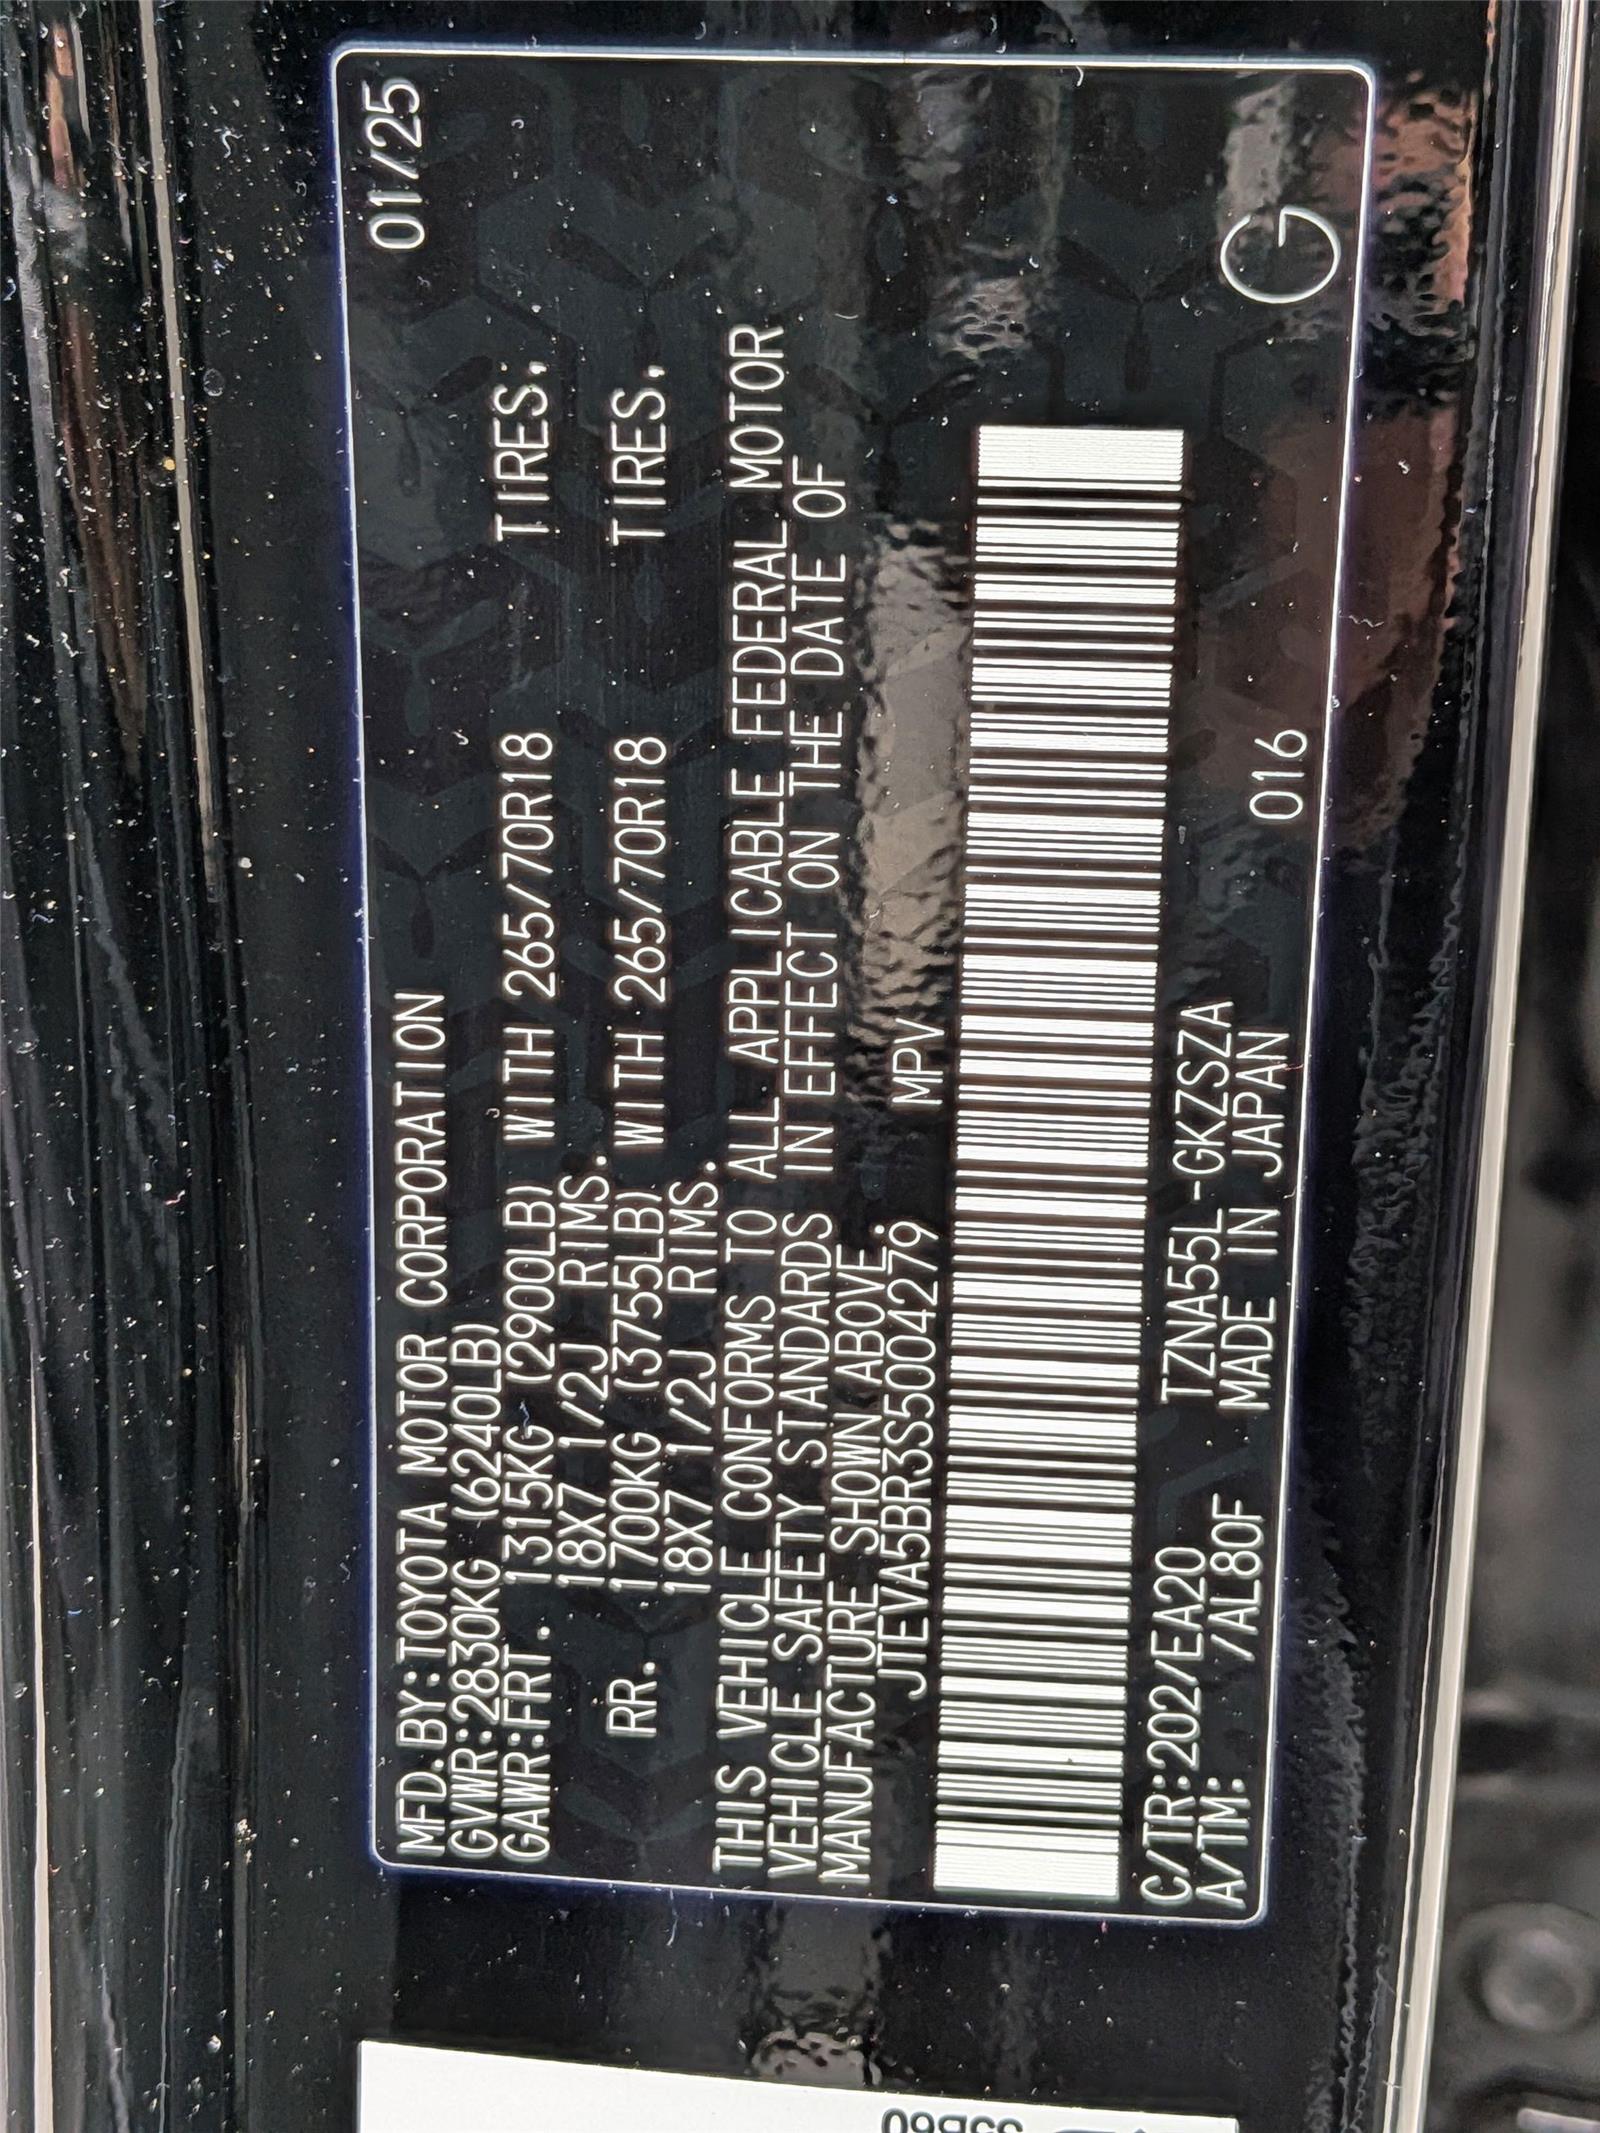 01/25
MFD.BY:TOYOTA MOTOR CORPORATION
GVWR:2830KG (6240LB)
GAWR:FRT. 1315KG (2900LB) WITH 265/70R18 TIRES,
18X7 1/2J RIMS.
RR. 1700KG (3755LB) WITH 265/70R18 TIRES,
18X7 1/2J RIMS.
THIS VEHICLE CONFORMS TO ALL APPLICABLE FEDERAL MOTOR
VEHICLE SAFETY STANDARDS IN EFFECT ON THE DATE OF
MANUFACTURE SHOWN ABOVE.
JTEVA5BR3S5004279 MPV
C/TR:202/EA20 TZNA55L-GKZSZA
A/TM: /AL80F MADE IN JAPAN 016 G